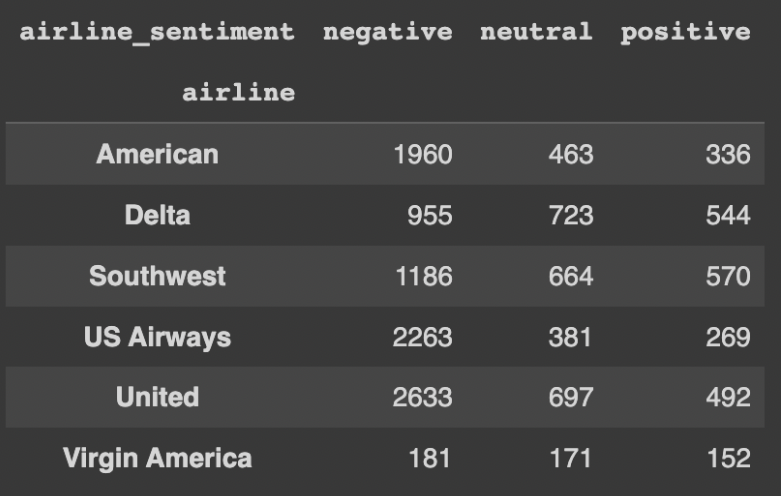 airline_sentiment negative neutral positive
airline
American 1960 463 336
Delta 955 723 544
Southwest 1186 664 570
US Airways 2263 381 269
United 2633 697 492
Virgin America 181 171 152